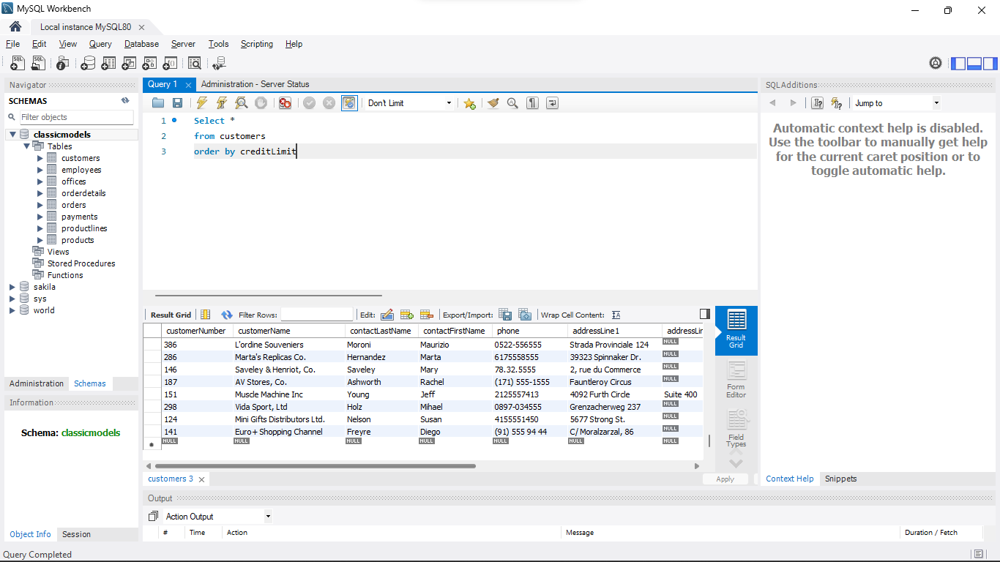 MySQL Workbench
Local instance MySQL80
File Edit View Query Database Server Tools Scripting Help
Navigator
SCHEMAS
Filter objects
classicmodels
Tables
customers
employees
offices
orderdetails
orders
payments
productlines
products
Views
Stored Procedures
Functions
sakila
sys
world
Administration Schemas
Information
Schema: classicmodels
Object Info Session
Query 1 Administration - Server Status
Don't Limit
1 Select *
2 from customers
3 order by creditLimit
Result Grid Filter Rows: Edit: Export/Import: Wrap Cell Content: IA
customerNumber customerName contactLastName contactFirstName phone addressLine1 addressLin
386 L'ordine Souveniers Moroni Maurizio 0522-556555 Strada Provinciale 124 NULL
286 Marta's Replicas Co. Hernandez Marta 6175558555 39323 Spinnaker Dr. NULL
146 Saveley & Henriot, Co. Saveley Mary 78.32.5555 2, rue du Commerce NULL
187 AV Stores, Co. Ashworth Rachel (171) 555-1555 Fauntleroy Circus NULL
151 Muscle Machine Inc Young Jeff 2125557413 4092 Furth Circle Suite 400
298 Vida Sport, Ltd Holz Mihael 0897-034555 Grenzacherweg 237 NULL
124 Mini Gifts Distributors Ltd. Nelson Susan 4155551450 5677 Strong St. NULL
141 Euro+ Shopping Channel Freyre Diego (91) 555 94 44 C/ Moralzarzal, 86 NULL
NULL NULL NULL NULL NULL NULL NULL
Result
Grid
Form
Editor
Field
Types
customers 3
Apply
SQLAdditions
Jump to
Automatic context help is disabled.
Use the toolbar to manually get help
for the current caret position or to
toggle automatic help.
Context Help Snippets
Output
Action Output
# Time Action Message Duration / Fetch
Query Completed